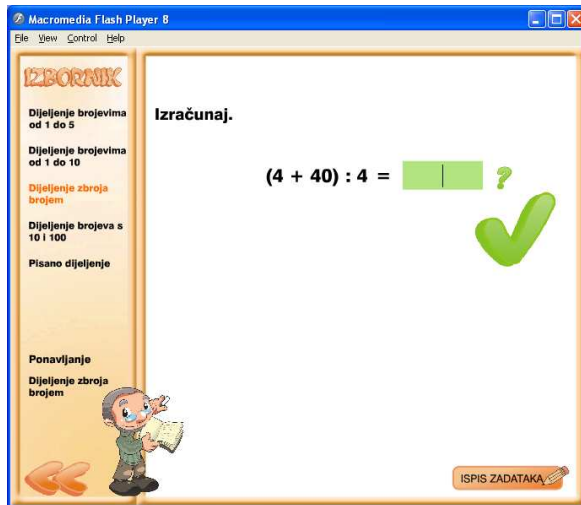 Macromedia Flash Player 8
File View Control Help
IZBORNIK
Dijeljenje brojevima
od 1 do 5
Dijeljenje brojevima
od 1 do 10
Dijeljenje zbroja
brojem
Dijeljenje brojeva s
10 i 100
Pisano dijeljenje
Ponavljanje
Dijeljenje zbroja
brojem
Izračunaj.
(4 + 40) : 4 =
?
ISPIS ZADATAKA